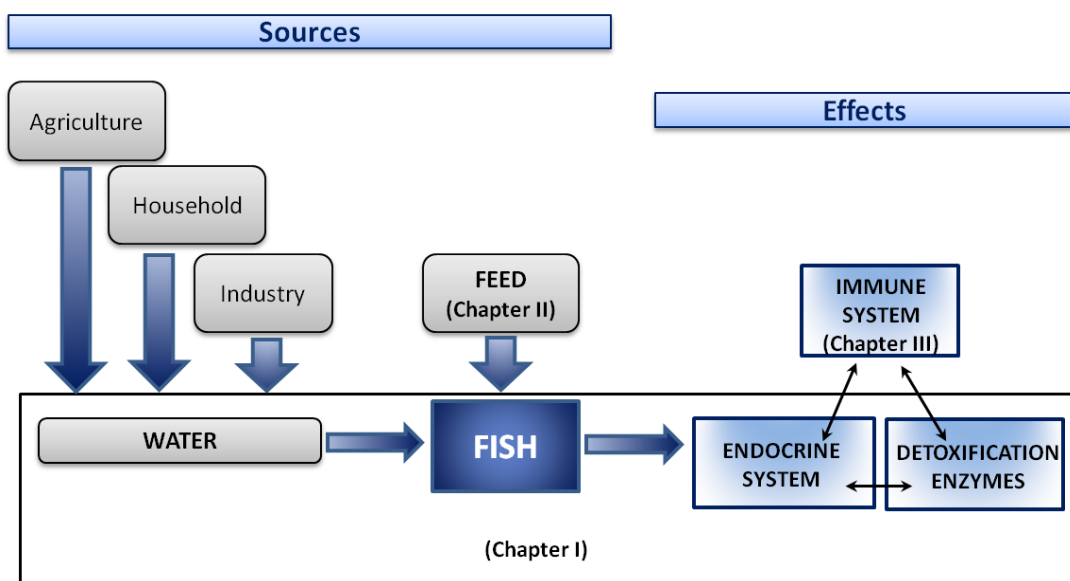 Sources
Effects
Agriculture
Household
Industry
FEED
(Chapter II)
IMMUNE
SYSTEM
(Chapter III)
WATER
FISH
ENDOCRINE
SYSTEM
DETOXIFICATION
ENZYMES
(Chapter I)